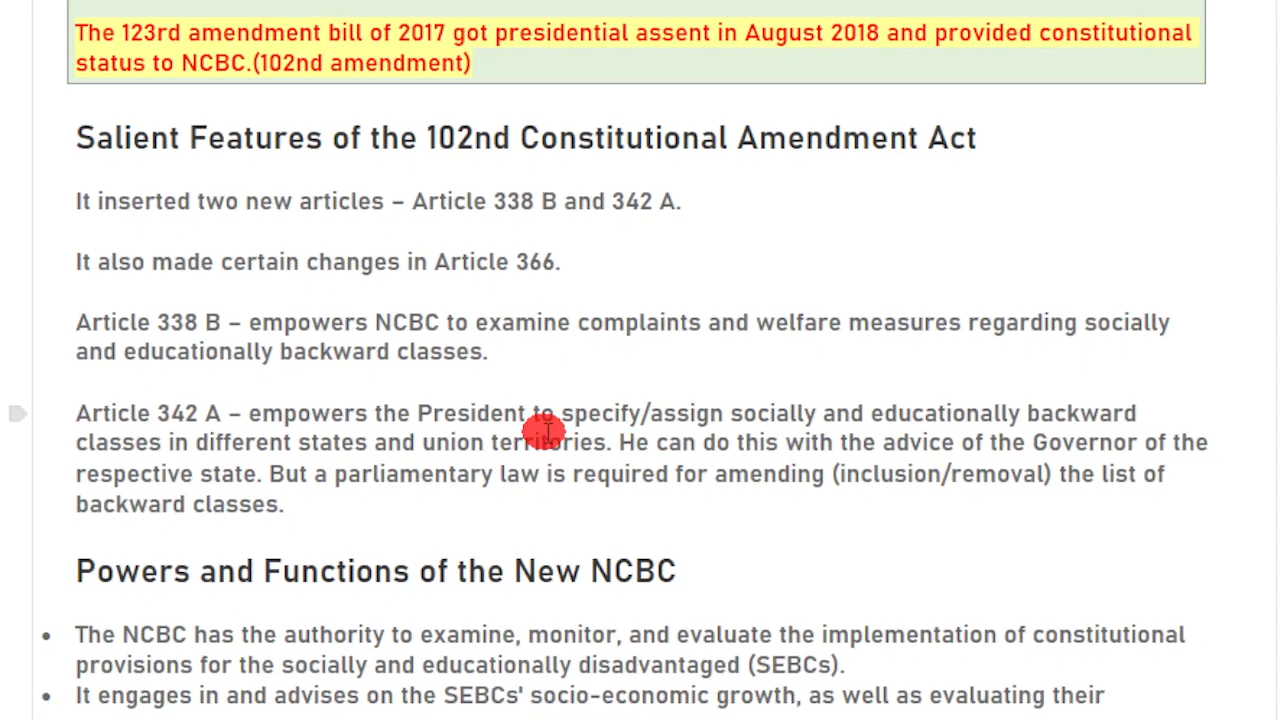 The 123rd amendment bill of 2017 got presidential assent in August 2018 and provided constitutional
status to NCBC.(102nd amendment)
Salient Features of the 102nd Constitutional Amendment Act
It inserted two new articles – Article 338 B and 342 A.
It also made certain changes in Article 366.
Article 338 B – empowers NCBC to examine complaints and welfare measures regarding socially
and educationally backward classes.
Article 342 A – empowers the President to specify/assign socially and educationally backward
classes in different states and union territories. He can do this with the advice of the Governor of the
respective state. But a parliamentary law is required for amending (inclusion/removal) the list of
backward classes.
Powers and Functions of the New NCBC
• The NCBC has the authority to examine, monitor, and evaluate the implementation of constitutional
provisions for the socially and educationally disadvantaged (SEBCs).
• It engages in and advises on the SEBCs' socio-economic growth, as well as evaluating their